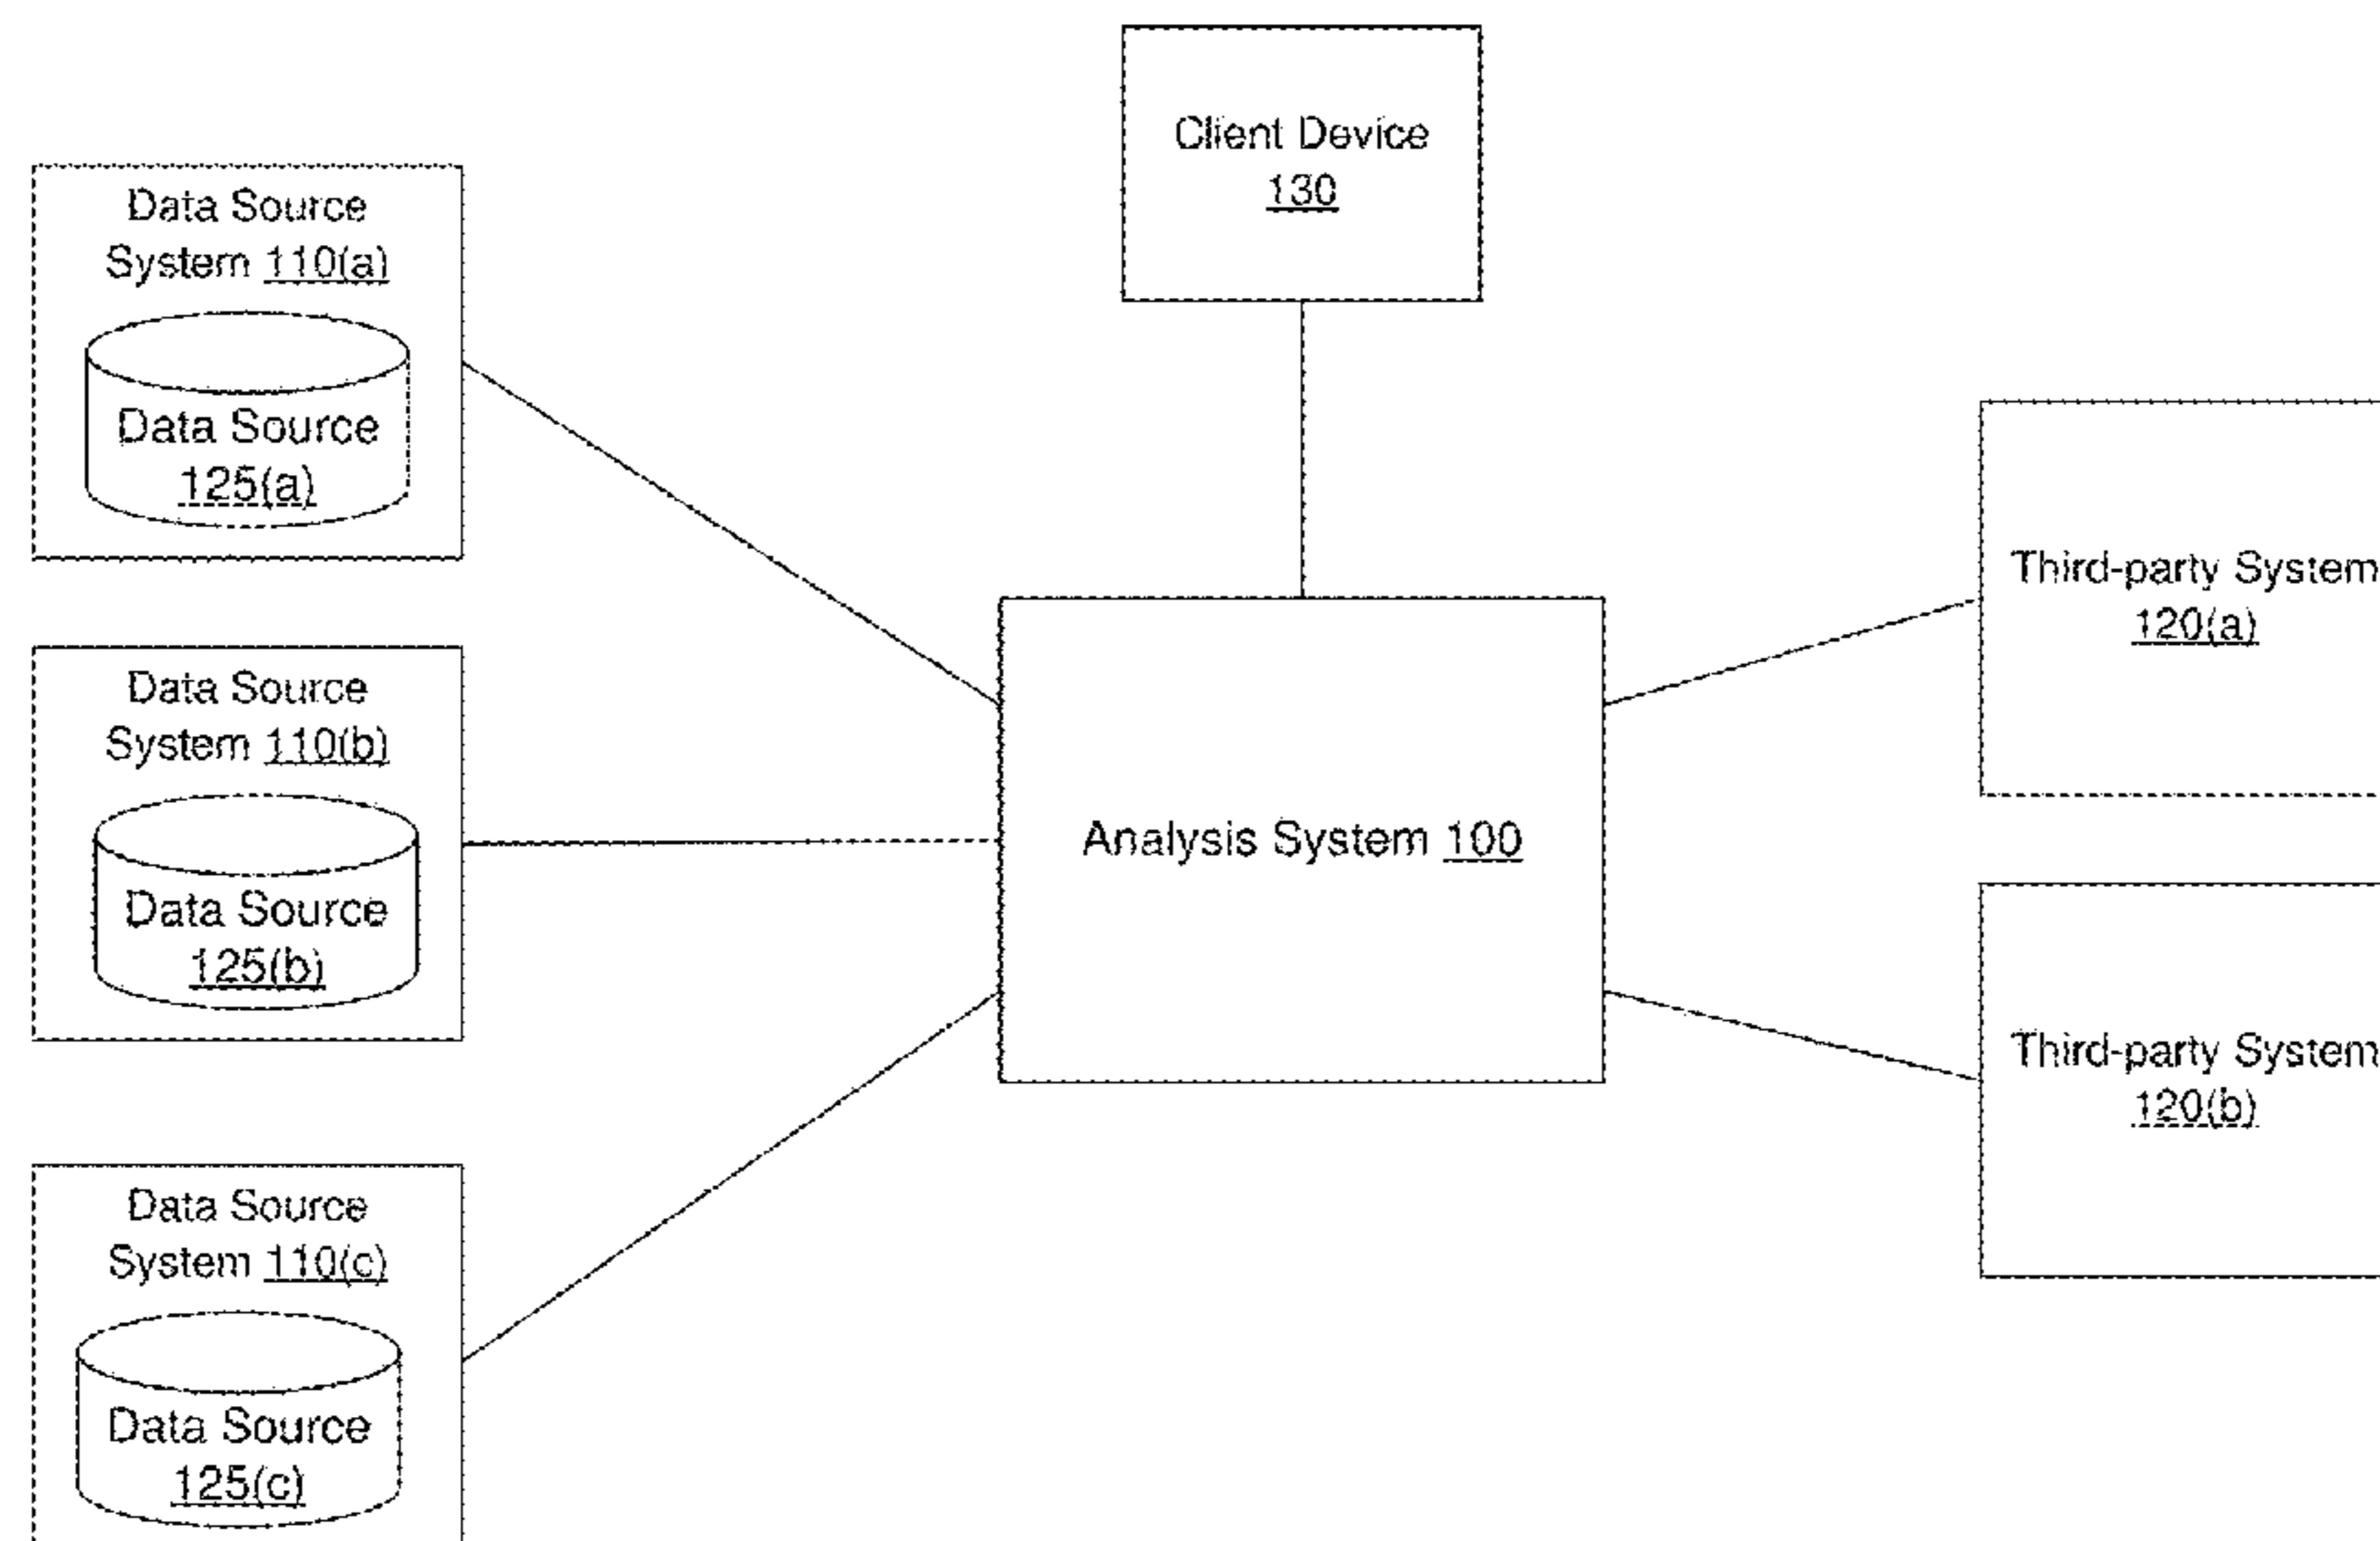 Client Device
130
Data Source
System 110(a)
Data Source
125(a)
Data Source
System 110(b)
Data Source
125(b)
Data Source
System 110(c)
Data Source
125(c)
Analysis System 100
Third-party System
120(a)
Third-party System
120(b)